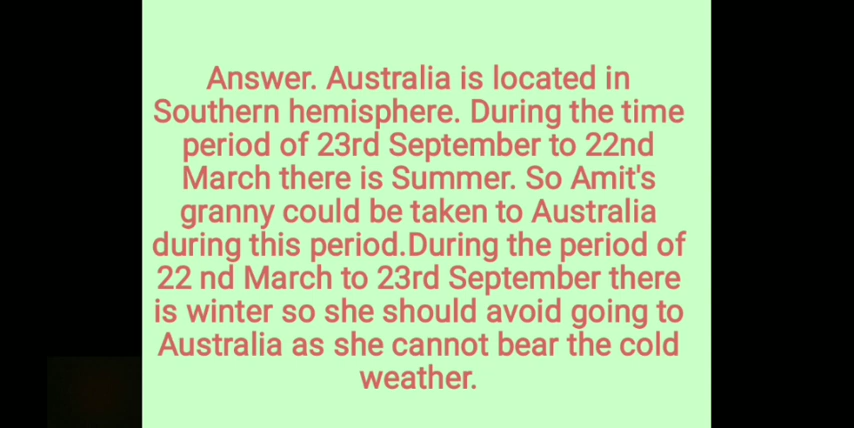 Answer. Australia is located in
Southern hemisphere. During the time
period of 23rd September to 22nd
March there is Summer. So Amit's
granny could be taken to Australia
during this period.During the period of
22 nd March to 23rd September there
is winter so she should avoid going to
Australia as she cannot bear the cold
weather.